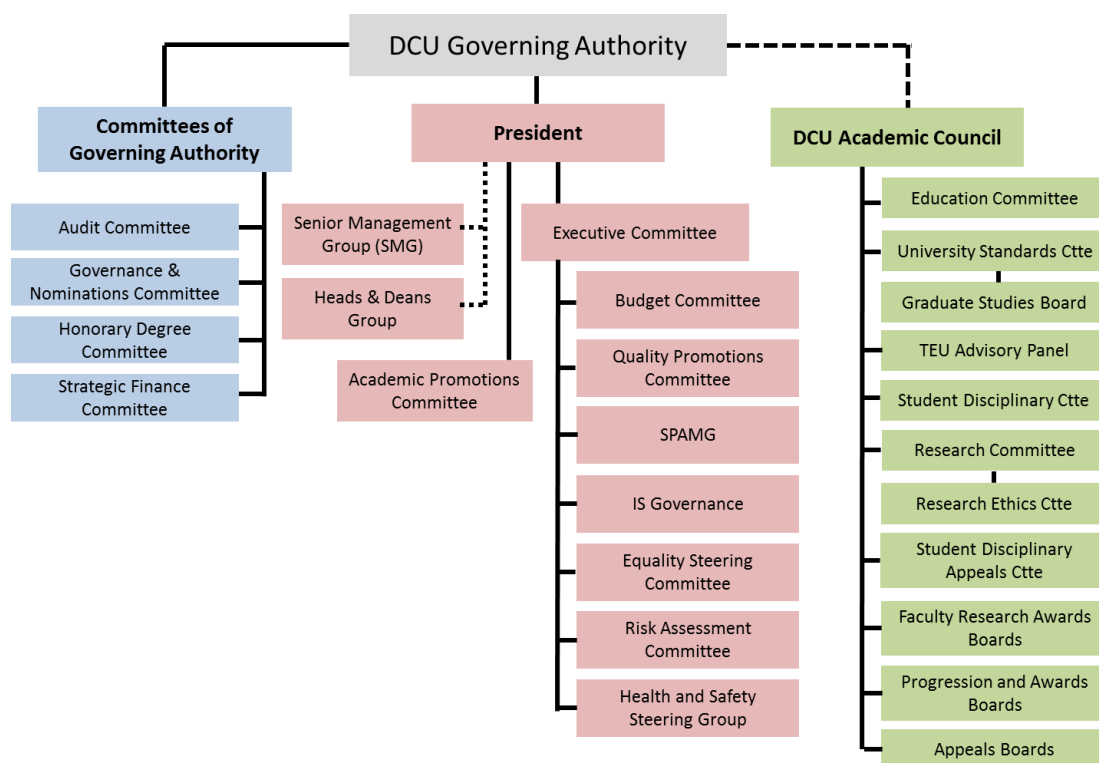 DCU Governing Authority
Committees of
Governing Authority
Audit Committee
Governance &
Nominations Committee
Honorary Degree
Committee
Strategic Finance
Committee
President
Senior Management
Group (SMG)
Heads & Deans
Group
Academic Promotions
Committee
Executive Committee
Budget Committee
Quality Promotions
Committee
SPAMG
IS Governance
Equality Steering
Committee
Risk Assessment
Committee
Health and Safety
Steering Group
DCU Academic Council
Education Committee
University Standards Ctte
Graduate Studies Board
TEU Advisory Panel
Student Disciplinary Ctte
Research Committee
Research Ethics Ctte
Student Disciplinary
Appeals Ctte
Faculty Research Awards
Boards
Progression and Awards
Boards
Appeals Boards